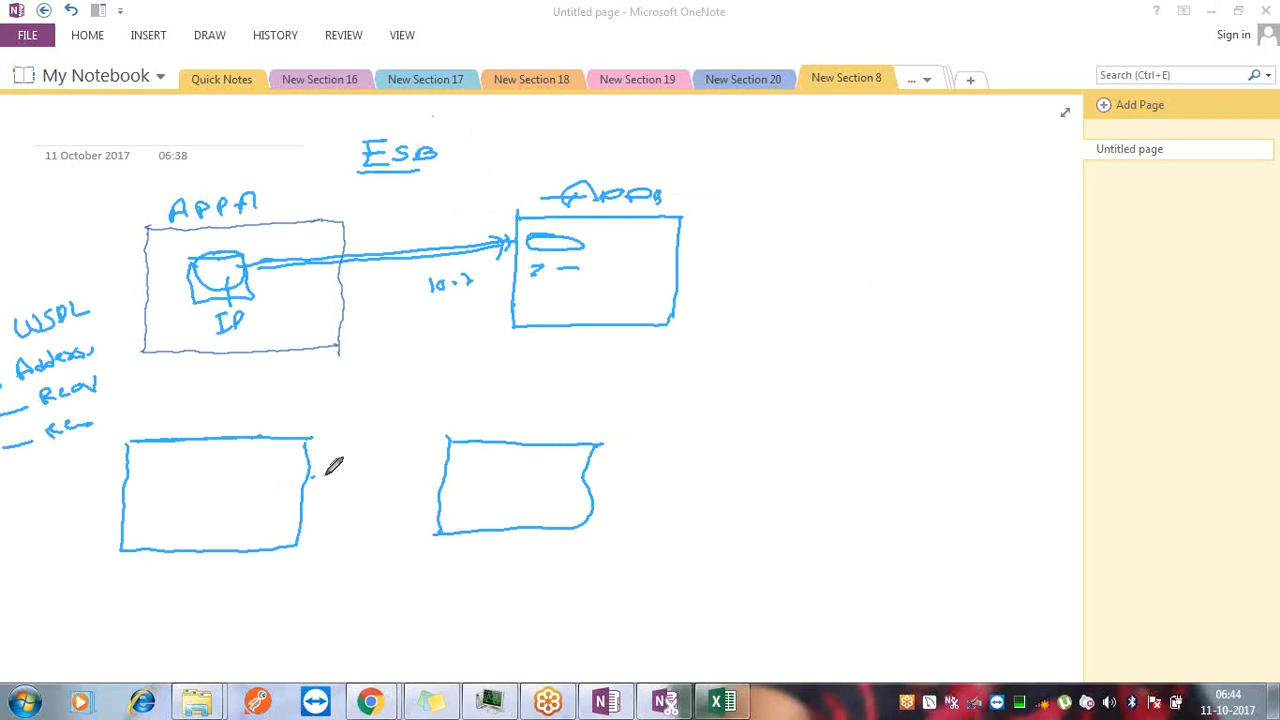 Untitled page - Microsoft OneNote
FILE HOME INSERT DRAW HISTORY REVIEW VIEW
Sign in
My Notebook
Quick Notes New Section 16 New Section 17 New Section 18 New Section 19 New Section 20 New Section 8 ...
Search (Ctrl+E)
Add Page
Untitled page
11 October 2017 06:38
ESB
APP A
IP
WSDL
06:44
11-10-2017